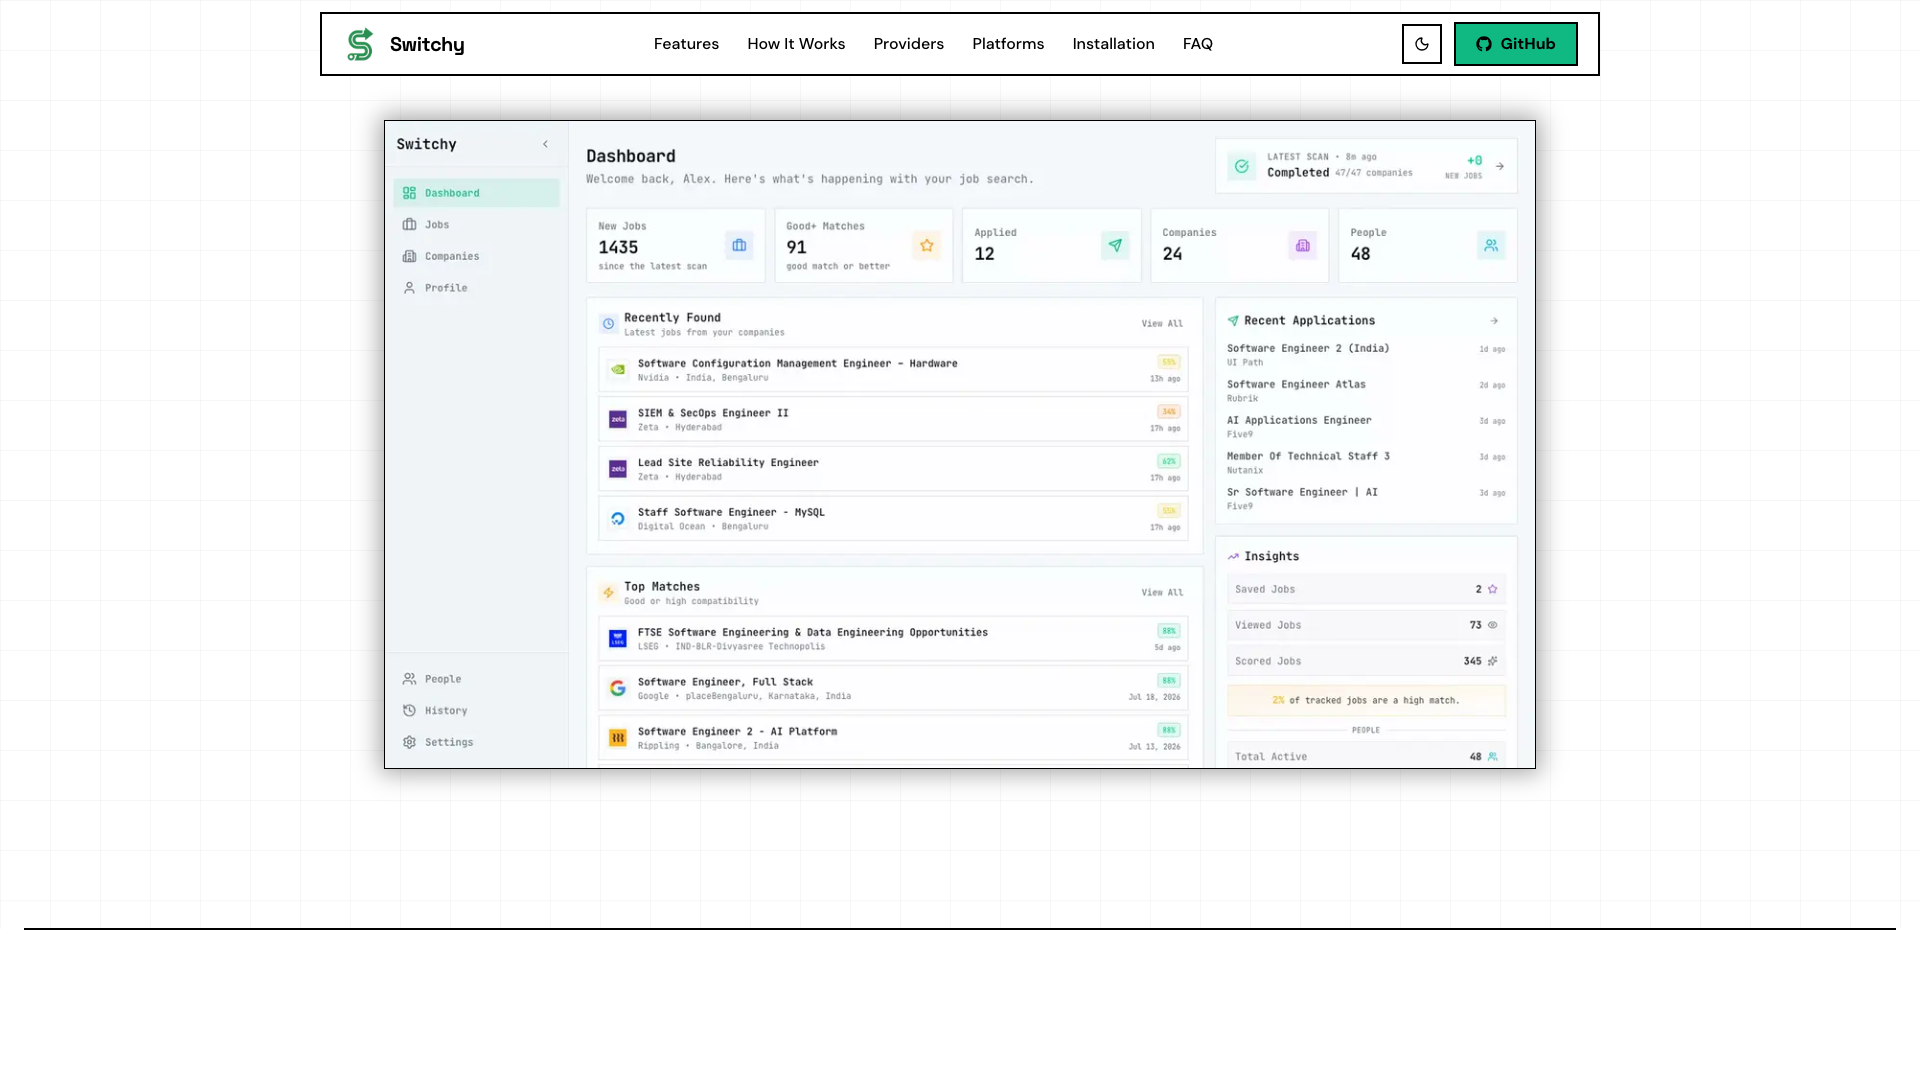 Switchy
Features
How It Works
Providers
Platforms
Installation
FAQ
GitHub
Switchy
Dashboard
Jobs
Companies
Profile
People
History
Settings
Dashboard
Welcome back, Alex. Here's what's happening with your job search.
LATEST SCAN • 8m ago
Completed 47/47 companies
+0
NEW JOBS
New Jobs
1435
since the latest scan
Good+ Matches
91
good match or better
Applied
12
Companies
24
People
48
Recently Found
Latest jobs from your companies
View All
Software Configuration Management Engineer – Hardware
Nvidia • India, Bengaluru
59%
13h ago
zeta
SIEM & SecOps Engineer II
Zeta • Hyderabad
34%
17h ago
zeta
Lead Site Reliability Engineer
Zeta • Hyderabad
62%
17h ago
Staff Software Engineer - MySQL
Digital Ocean • Bengaluru
55%
17h ago
Top Matches
Good or high compatibility
View All
LSEG
FTSE Software Engineering & Data Engineering Opportunities
LSEG • IND-BLR-Divyasree Technopolis
88%
5d ago
Software Engineer, Full Stack
Google • placeBengaluru, Karnataka, India
88%
Jul 18, 2026
Software Engineer 2 - AI Platform
Rippling • Bangalore, India
88%
Jul 13, 2026
Recent Applications
Software Engineer 2 (India)
UI Path
1d ago
Software Engineer Atlas
Rubrik
2d ago
AI Applications Engineer
Five9
3d ago
Member Of Technical Staff 3
Nutanix
3d ago
Sr Software Engineer | AI
Five9
3d ago
Insights
Saved Jobs
2
Viewed Jobs
73
Scored Jobs
345
2% of tracked jobs are a high match.
PEOPLE
Total Active
48